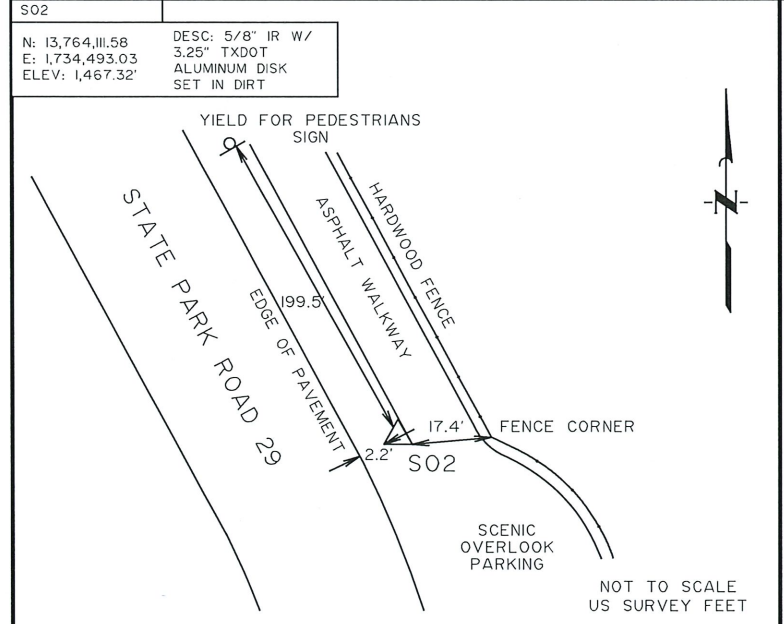 SO2
N: 13,764,111.58
E: 1,734,493.03
ELEV: 1,467.32'
DESC: 5/8" IR W/
3.25" TXDOT
ALUMINUM DISK
SET IN DIRT
YIELD FOR PEDESTRIANS
SIGN
N
STATE PARK ROAD 29
EDGE OF PAVEMENT
199.5'
ASPHALT WALKWAY
HARDWOOD FENCE
17.4'
FENCE CORNER
2.2'
SO2
SCENIC
OVERLOOK
PARKING
NOT TO SCALE
US SURVEY FEET